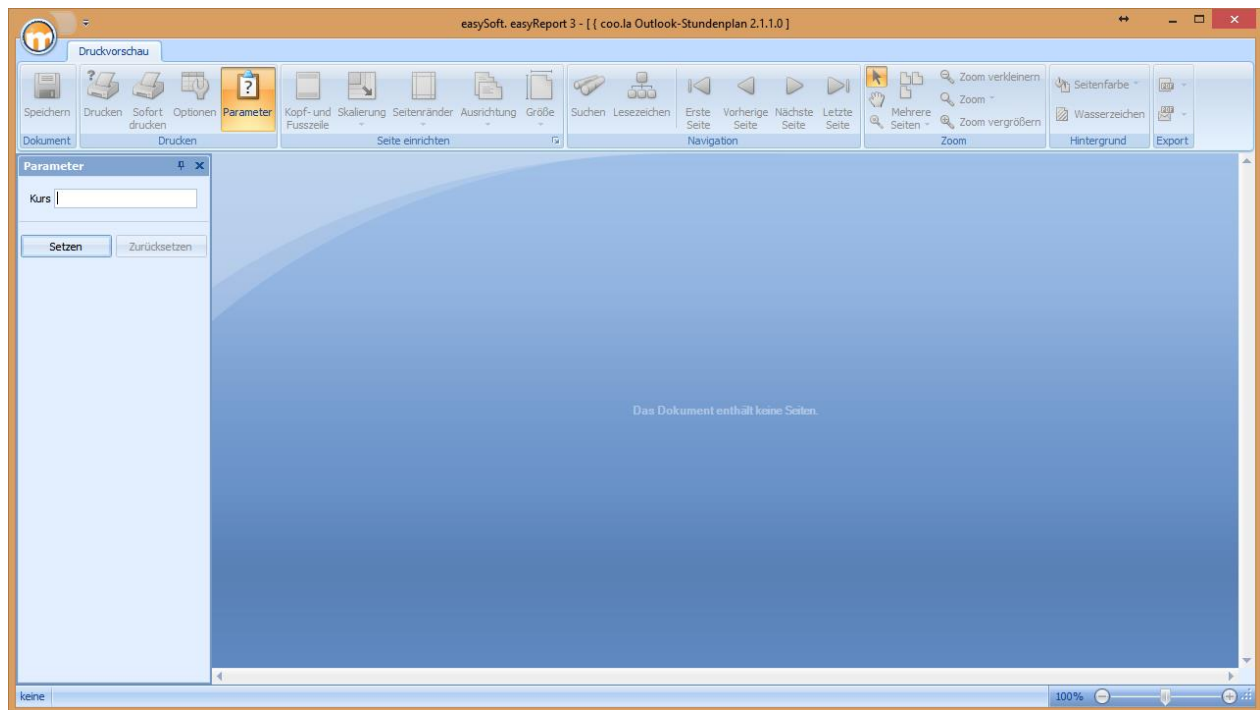 easySoft. easyReport 3 - [ { coo.la Outlook-Stundenplan 2.1.1.0 ]
Druckvorschau
Speichern
Drucken
Sofort
drucken
Optionen
Parameter
Kopf- und
Fusszeile
Skalierung
Seitenränder
Ausrichtung
Größe
Suchen
Lesezeichen
Erste
Seite
Vorherige
Seite
Nächste
Seite
Letzte
Seite
Mehrere
Seiten
Zoom verkleinern
Zoom
Zoom vergrößern
Seitenfarbe
Wasserzeichen
Dokument
Drucken
Seite einrichten
Navigation
Zoom
Hintergrund
Export
Parameter
Kurs
Setzen
Zurücksetzen
Das Dokument enthält keine Seiten.
keine
100%